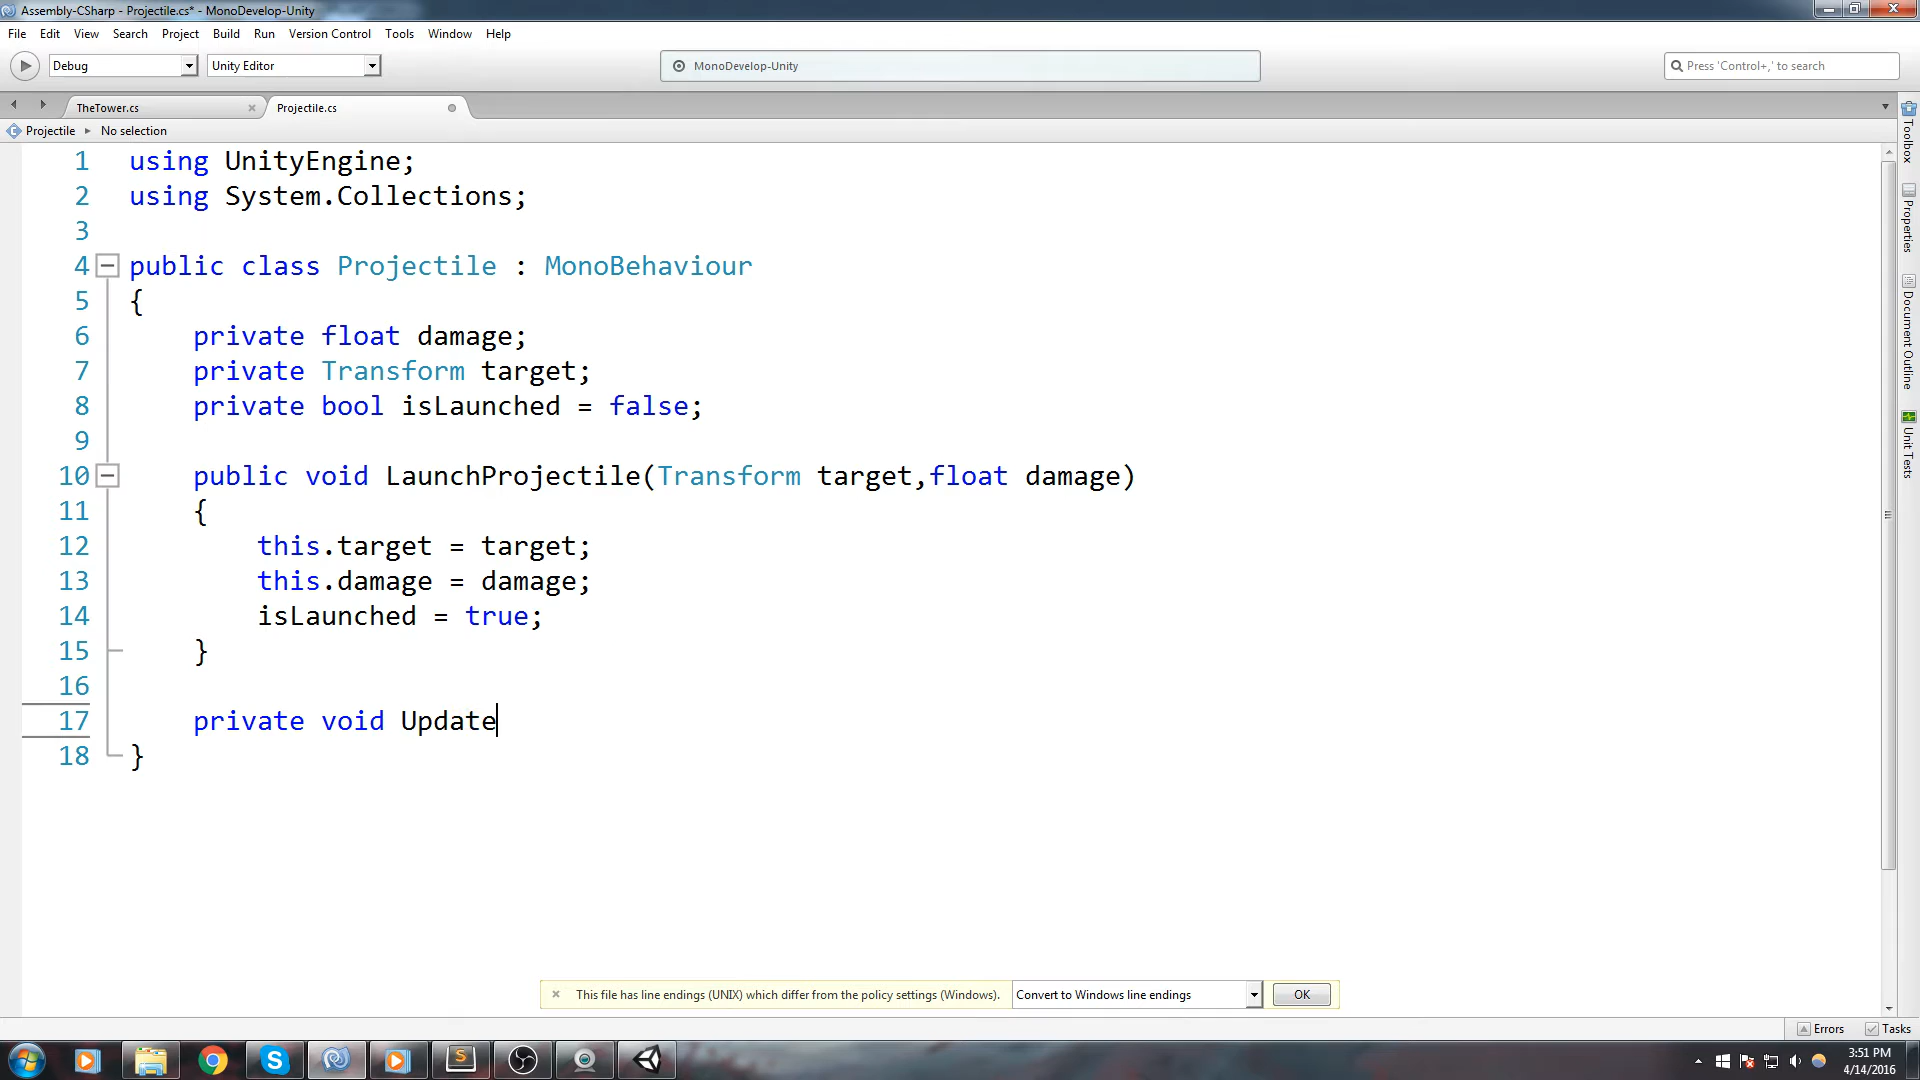 Assembly-CSharp - Projectile.cs* - MonoDevelop-Unity
File Edit View Search Project Build Run Version Control Tools Window Help
Debug Unity Editor MonoDevelop-Unity Press 'Control+,' to search
TheTower.cs Projectile.cs
Projectile No selection
1 using UnityEngine;
2 using System.Collections;
3
4 public class Projectile : MonoBehaviour
5 {
6 private float damage;
7 private Transform target;
8 private bool isLaunched = false;
9
10 public void LaunchProjectile(Transform target,float damage)
11 {
12 this.target = target;
13 this.damage = damage;
14 isLaunched = true;
15 }
16
17 private void Update
18 }
Toolbox
Properties
Document Outline
Unit Tests
This file has line endings (UNIX) which differ from the policy settings (Windows). Convert to Windows line endings OK
Errors Tasks
3:51 PM
4/14/2016